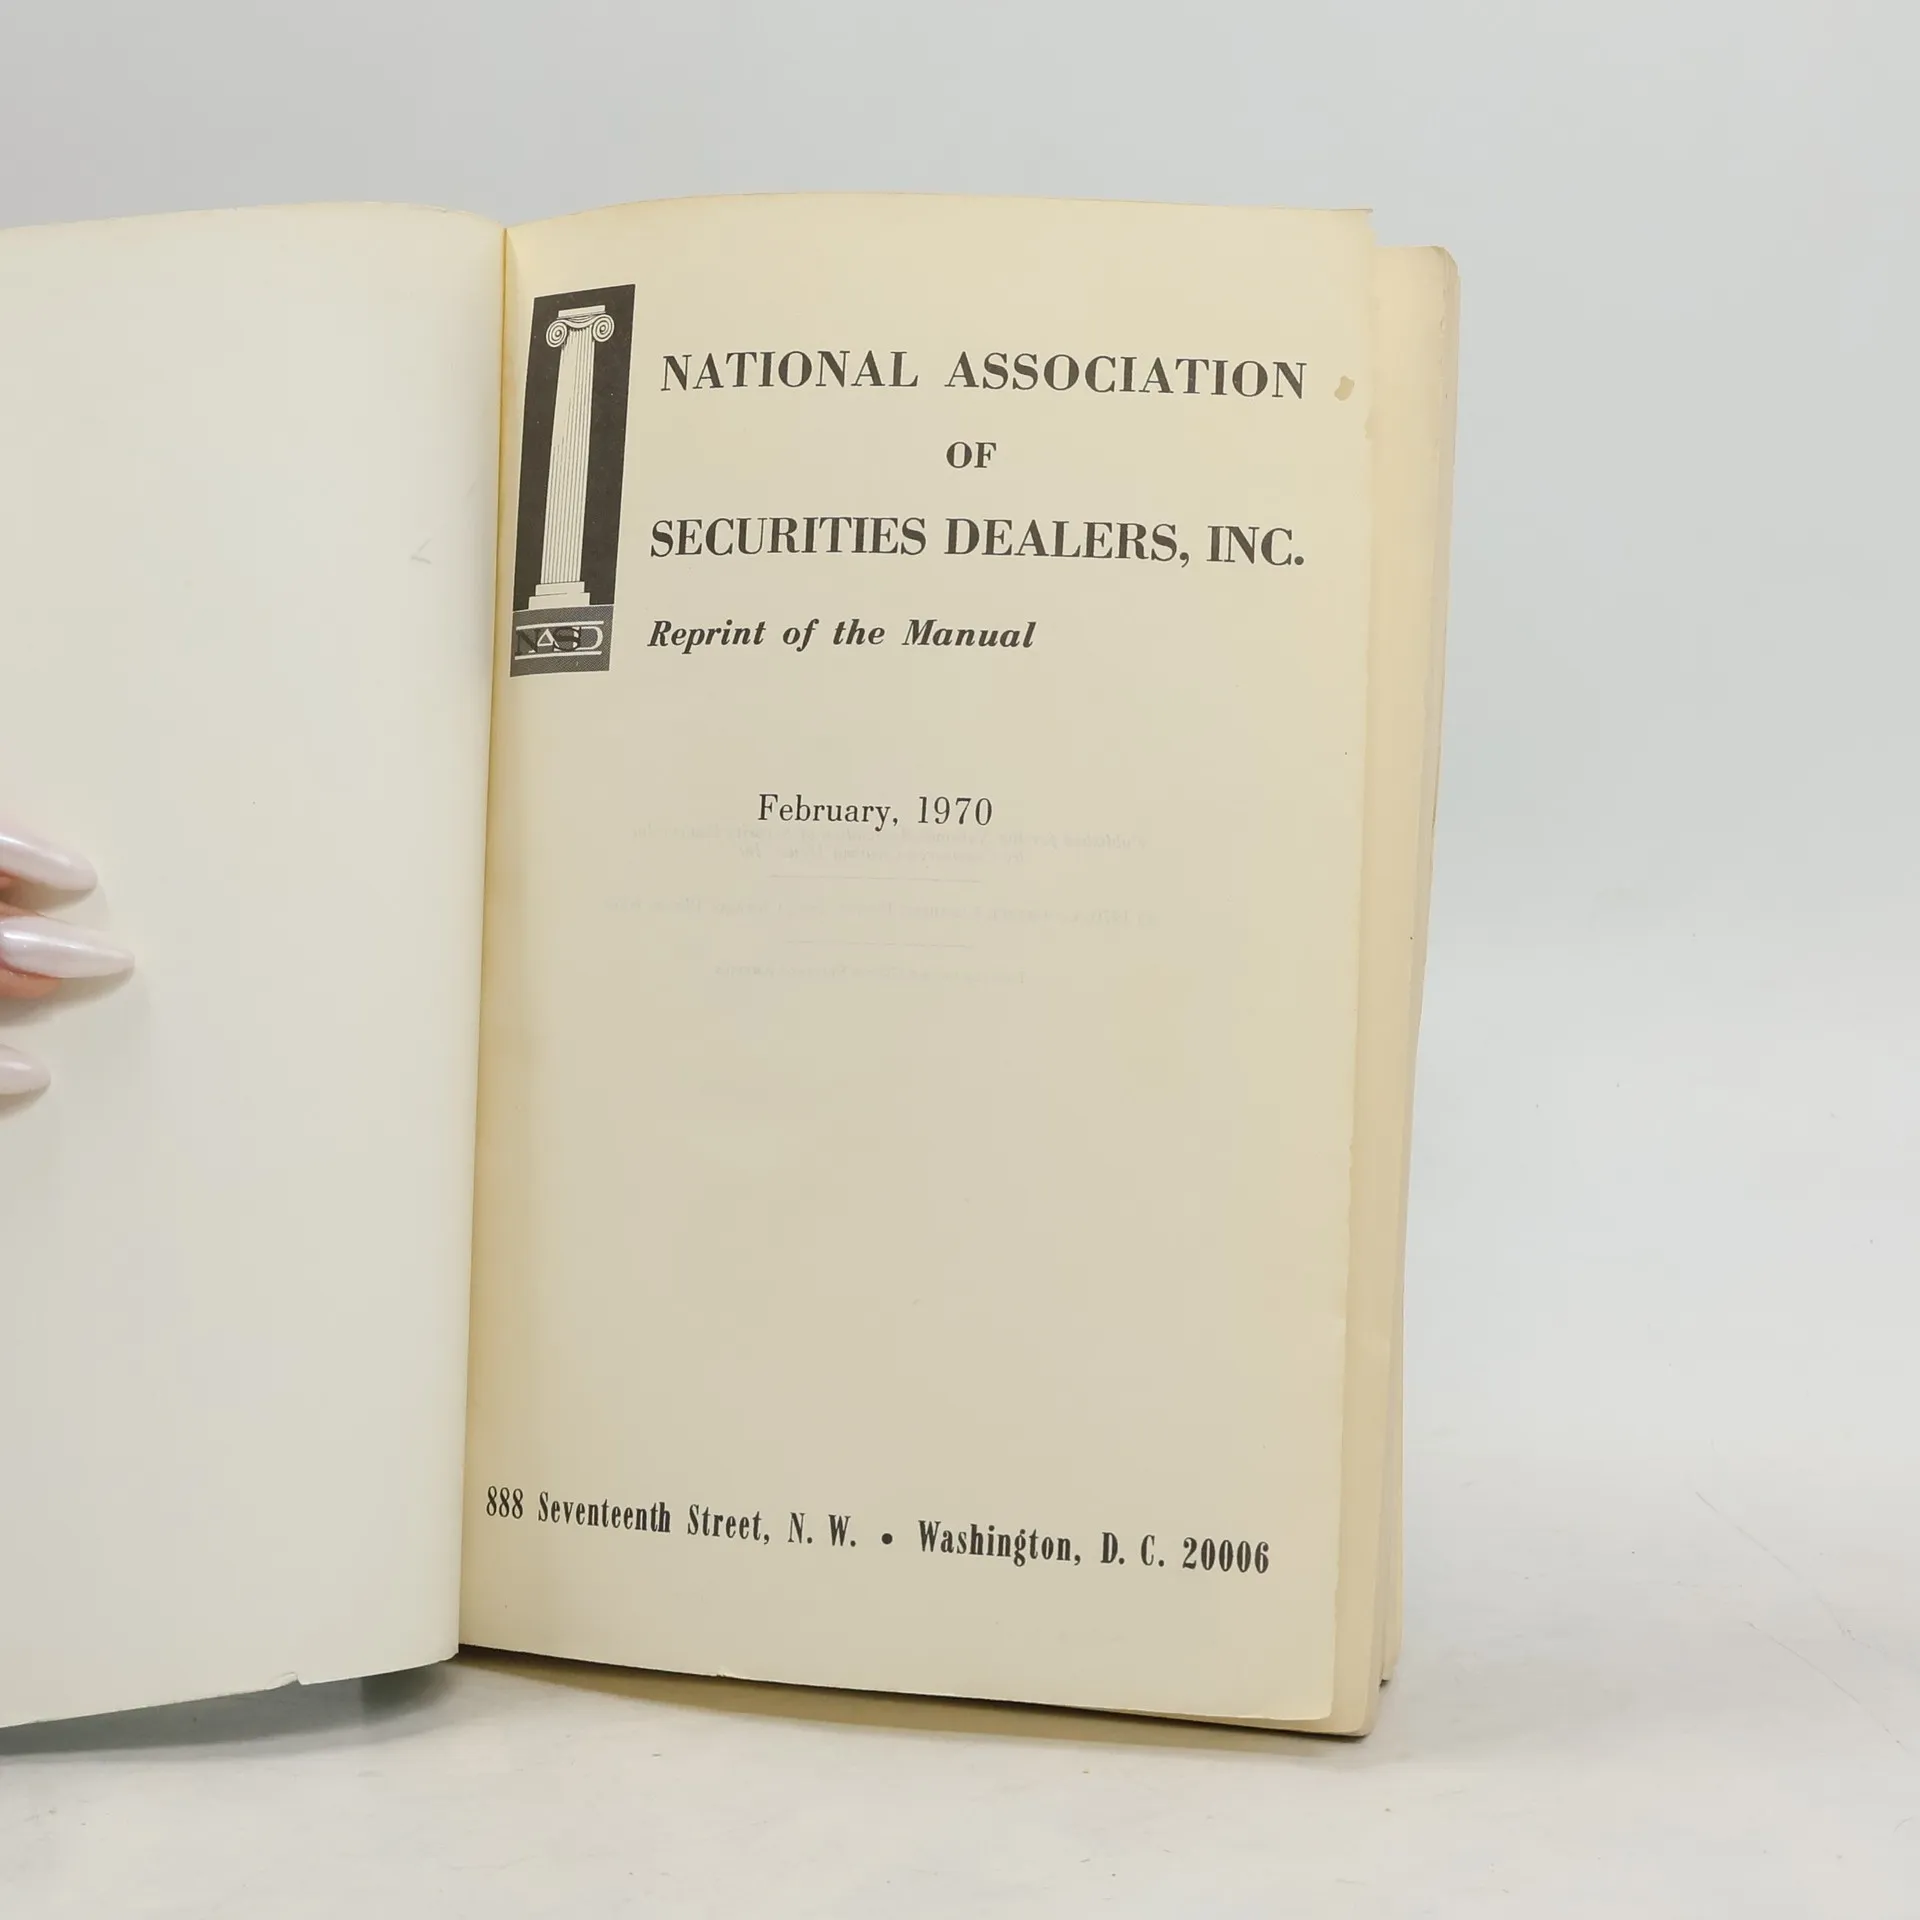 NATIONAL ASSOCIATION
OF
SECURITIES DEALERS, INC.
Reprint of the Manual
NASD
February, 1970
888 Seventeenth Street, N. W. • Washington, D. C. 20006